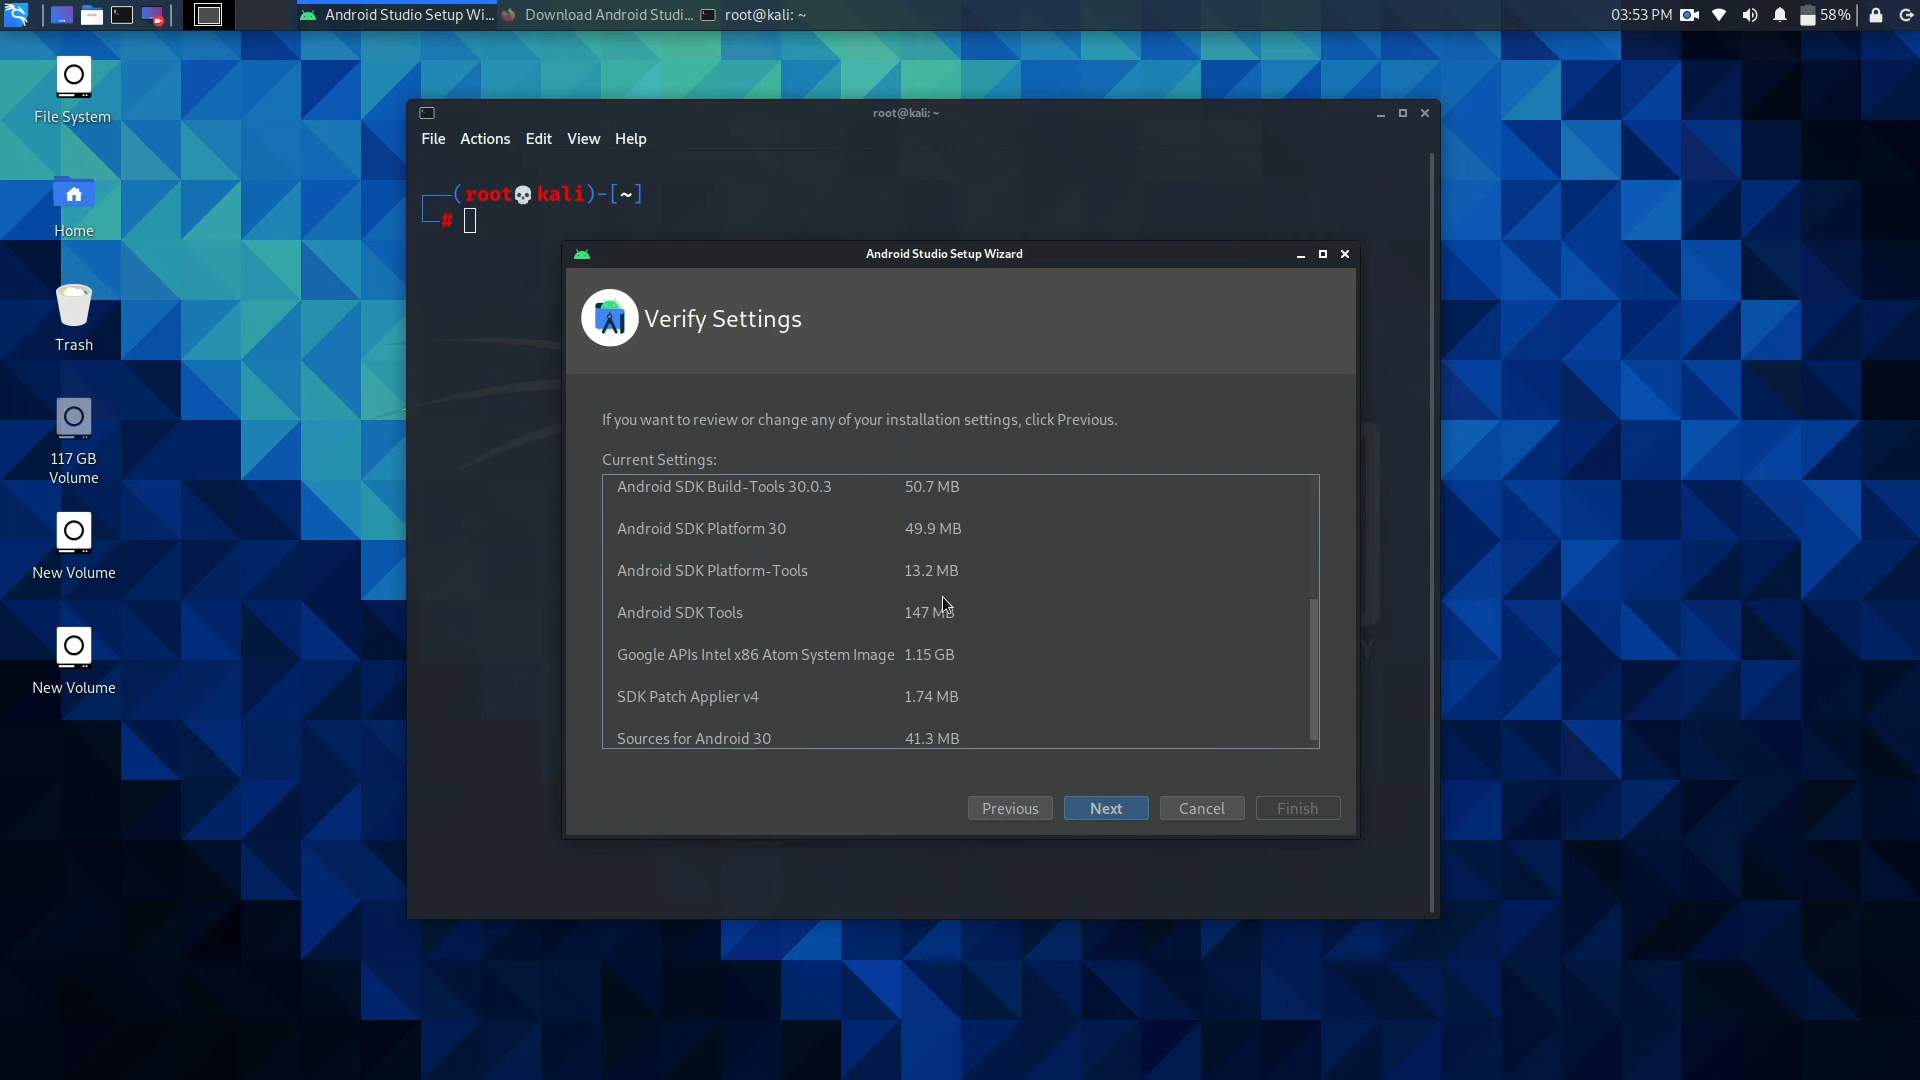 Android Studio Setup Wi...
Download Android Studi...
root@kali: ~
03:53 PM
58%
File System
Home
Trash
117 GB
Volume
New Volume
New Volume
root@kali: ~
File Actions Edit View Help
(root💀kali)-[~]
#
Android Studio Setup Wizard
Verify Settings
If you want to review or change any of your installation settings, click Previous.
Current Settings:
Android SDK Build-Tools 30.0.3 50.7 MB
Android SDK Platform 30 49.9 MB
Android SDK Platform-Tools 13.2 MB
Android SDK Tools 147 MB
Google APIs Intel x86 Atom System Image 1.15 GB
SDK Patch Applier v4 1.74 MB
Sources for Android 30 41.3 MB
Previous Next Cancel Finish